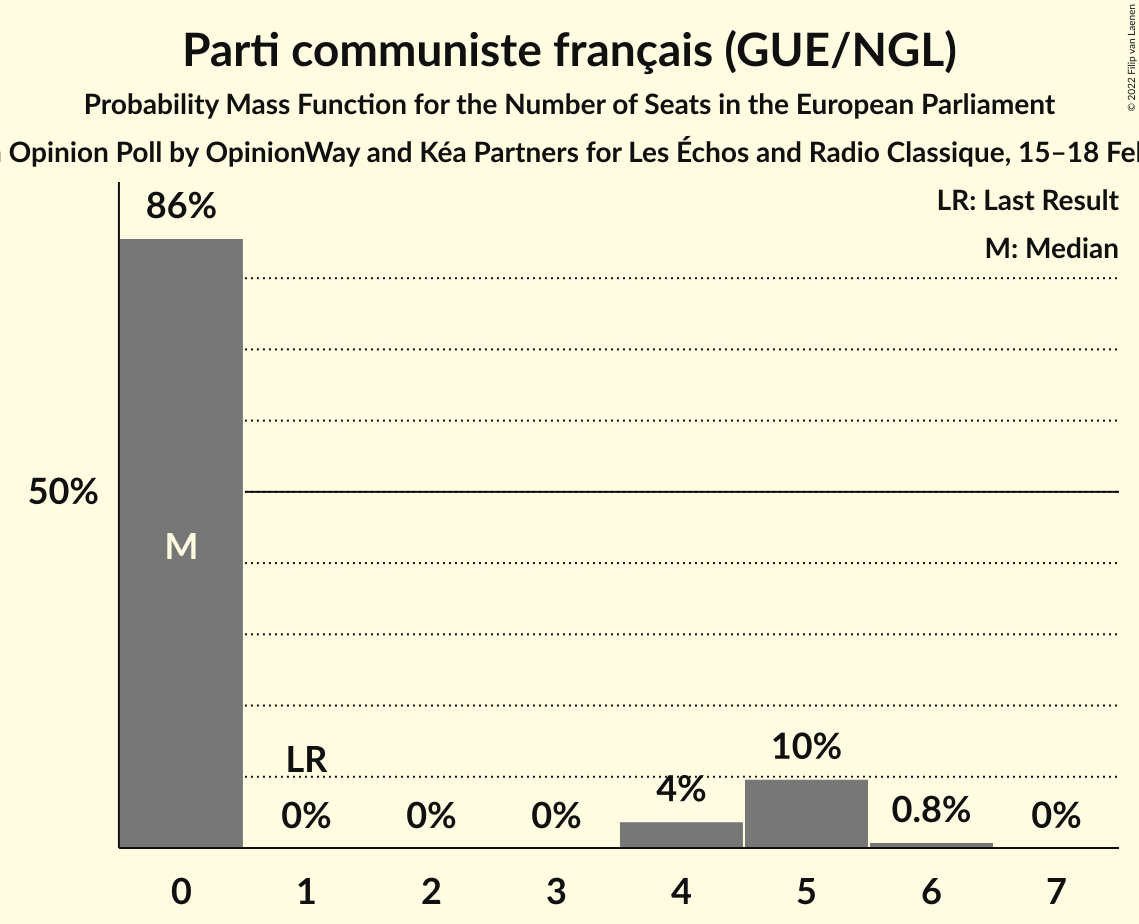 Parti communiste français (GUE/NGL)
Probability Mass Function for the Number of Seats in the European Parliament
Opinion Poll by OpinionWay and Kéa Partners for Les Échos and Radio Classique, 15–18
© 2022 Filip van Laenen
LR: Last Result
M: Median
86%
50%
M
LR
0%
0%
0%
4%
10%
0.8%
0%
0
1
2
3
4
5
6
7